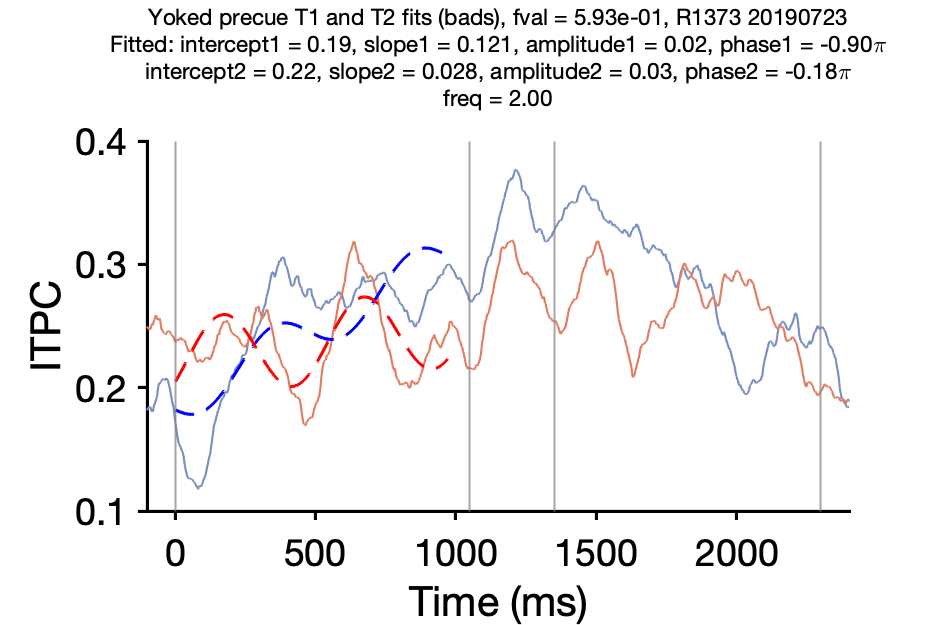 Yoked precue T1 and T2 fits (bads), fval = 5.93e-01, R1373 20190723
Fitted: intercept1 = 0.19, slope1 = 0.121, amplitude1 = 0.02, phase1 = -0.90π
intercept2 = 0.22, slope2 = 0.028, amplitude2 = 0.03, phase2 = -0.18π
freq = 2.00
0.4
0.3
0.2
0.1
ITPC
0 500 1000 1500 2000
Time (ms)